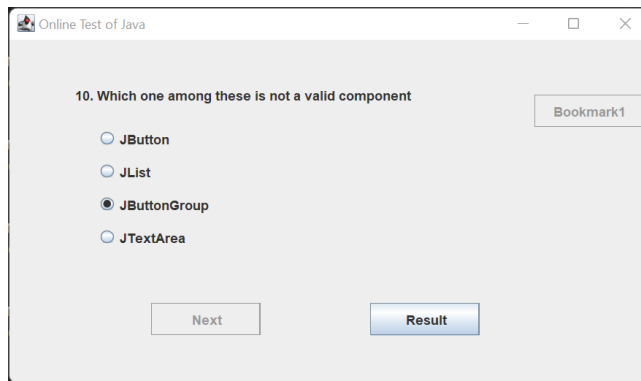 Online Test of Java
10. Which one among these is not a valid component
Bookmark1
JButton
JList
JButtonGroup
JTextArea
Next
Result